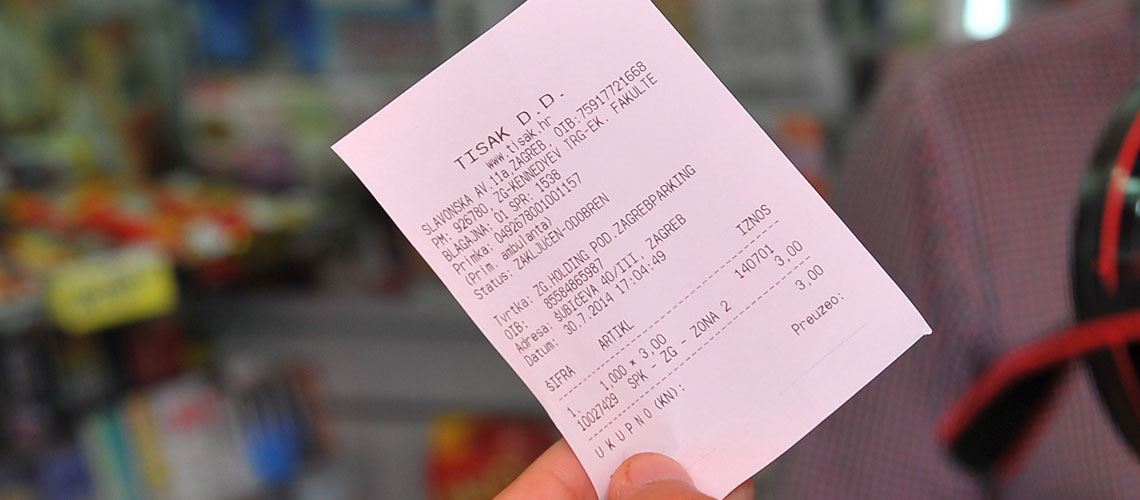 TISAK D.D.
www.tisak.hr
SLAVONSKA AV.11a,ZAGREB OIB:75917721668
PM: 926780, ZG-KENNEDYEV TRG-EK. FAKULTE
BLAGAJNA: 01 SPR: 1538
Primka: 049267800100 1157
(Prim. ambulanta)
Status: ZAKLJUČEN-ODOBREN
Tvrtka: ZG.HOLDING POD.ZAGREBPARKING
OIB: 85584865987
Adresa: ŠUBIĆEVA 40/III, ZAGREB
Datum: 30.7.2014 17:04:49
ŠIFRA ARTIKL IZNOS
1. 1,000 * 3,00 140701
10027429 SPK - ZG - ZONA 2 3,00
U K U P N O (KN): 3,00
Preuzeo: